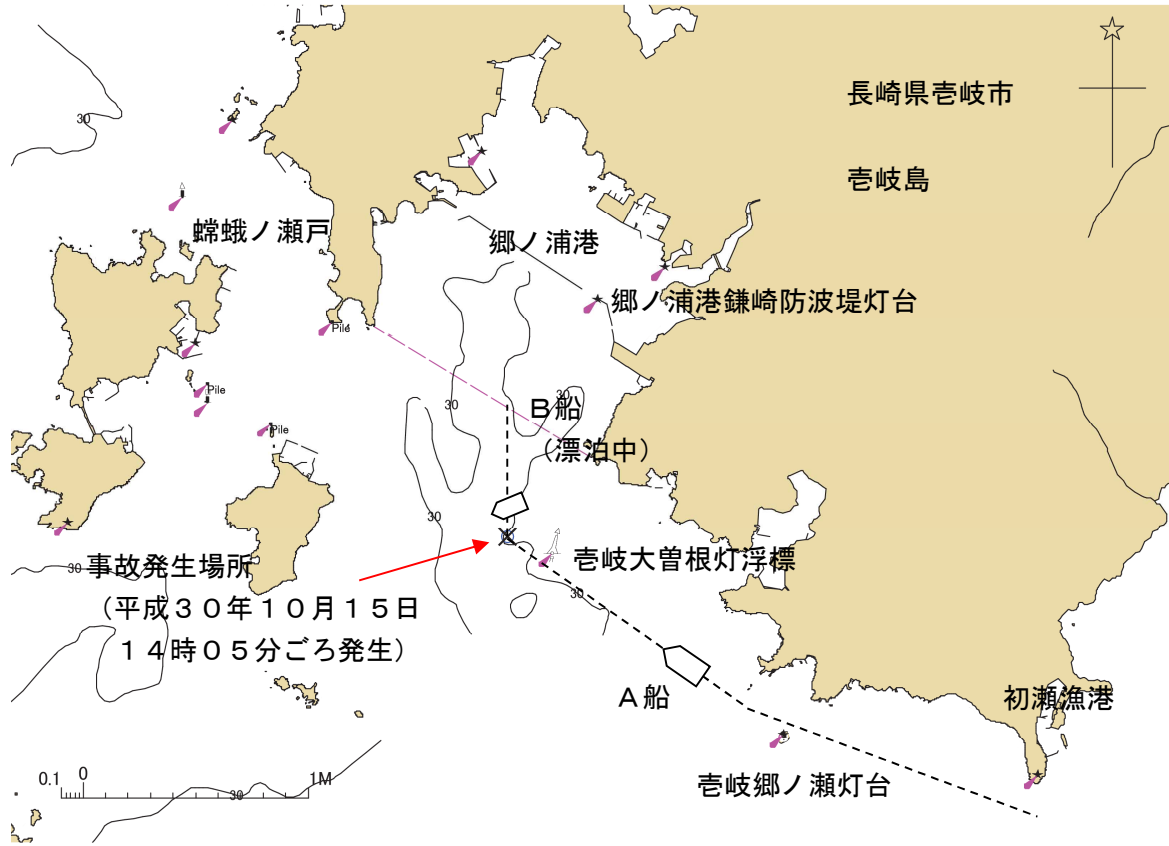 長崎県壱岐市
30
壱岐島
蟐蛾ノ瀬戸
郷ノ浦港
郷ノ浦港鎌崎防波堤灯台
Pile
Pile
30
30
B船
Pile
(漂泊中)
30
壱岐大曽根灯浮標
30
事故発生場所
(平成30年10月15日
14時05分ごろ発生)
30
A船
初瀬漁港
0.1
0
1M
30
壱岐郷ノ瀬灯台